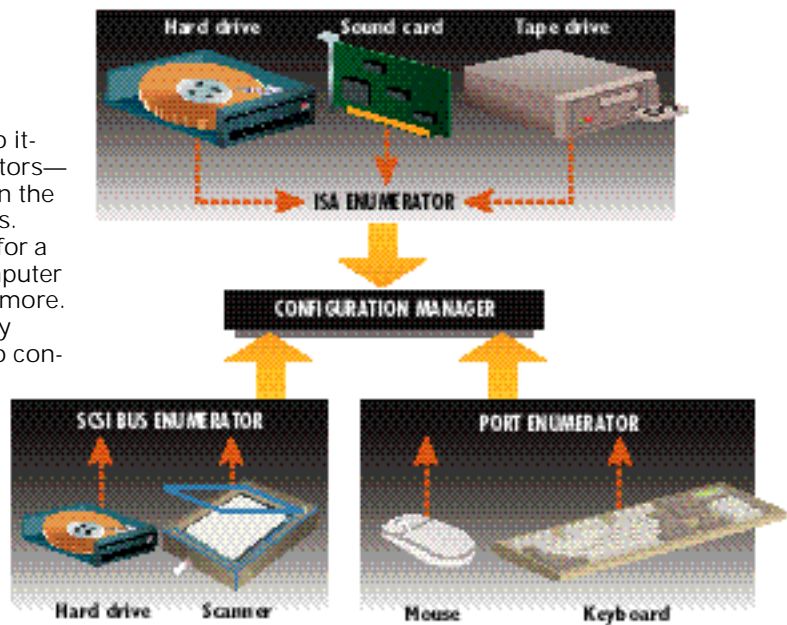 Hard drive Sound card Tape drive
ISA ENUMERATOR
o it-
tors—
n the
s.
for a
nputer
more.
y
o con-
CONFIGURATION MANAGER
SCSI BUS ENUMERATOR
PORT ENUMERATOR
Hard drive Scanner
Mouse Keyboard